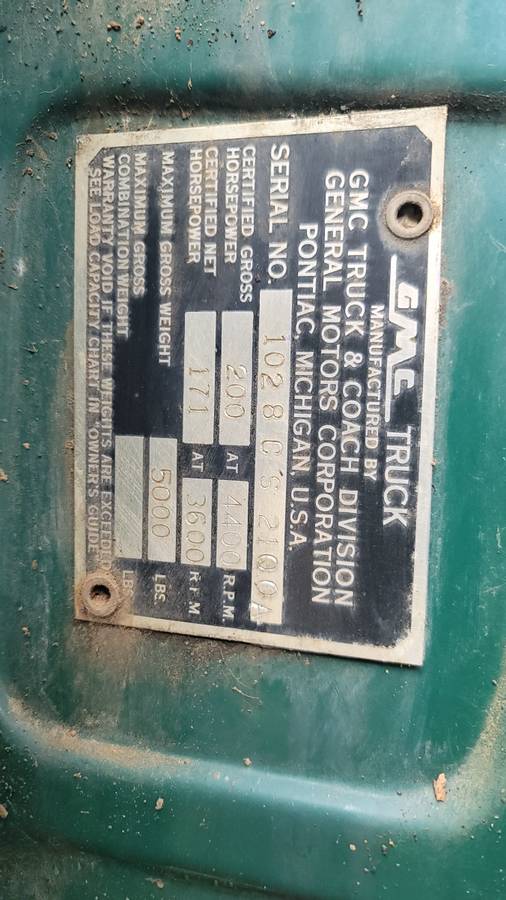 GMC TRUCK
MANUFACTURED BY
GMC TRUCK & COACH DIVISION
GENERAL MOTORS CORPORATION
PONTIAC, MICHIGAN, U.S.A.
SERIAL NO. 1028C'S 2100A
CERTIFIED GROSS HORSEPOWER 200 AT 4400 R.P.M.
CERTIFIED NET HORSEPOWER 171 AT 3600 R.P.M.
MAXIMUM GROSS WEIGHT 5000 LBS.
MAXIMUM GROSS COMBINATION WEIGHT LBS.
WARRANTY VOID IF THESE WEIGHTS ARE EXCEEDED
SEE LOAD CAPACITY CHART IN "OWNER'S GUIDE"